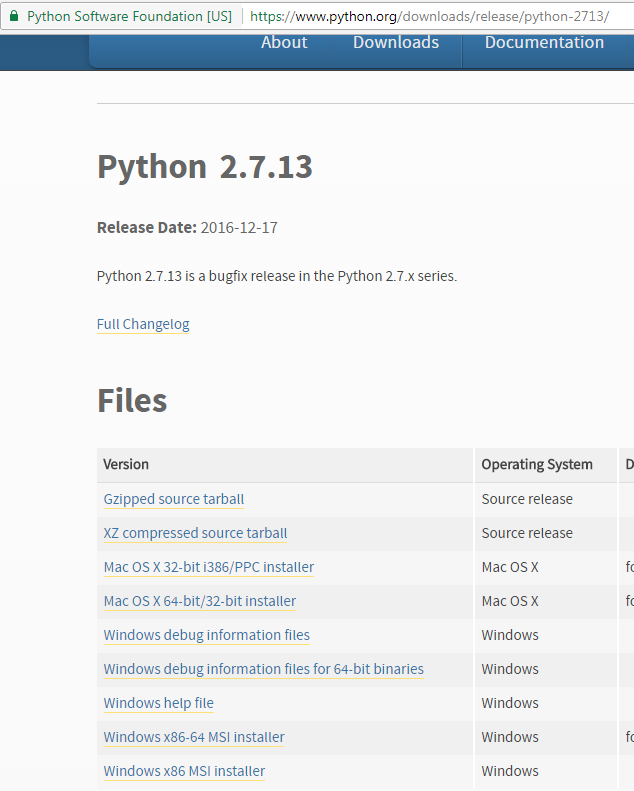 Python Software Foundation [US] https://www.python.org/downloads/release/python-2713/
About Downloads Documentation
Python 2.7.13
Release Date: 2016-12-17
Python 2.7.13 is a bugfix release in the Python 2.7.x series.
Full Changelog
Files
Version Operating System D
Gzipped source tarball Source release
XZ compressed source tarball Source release
Mac OS X 32-bit i386/PPC installer Mac OS X fo
Mac OS X 64-bit/32-bit installer Mac OS X fo
Windows debug information files Windows
Windows debug information files for 64-bit binaries Windows
Windows help file Windows
Windows x86-64 MSI installer Windows fo
Windows x86 MSI installer Windows